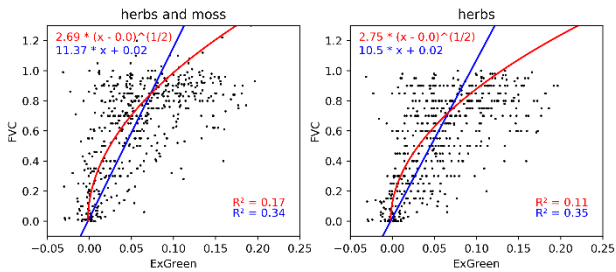 herbs and moss
2.69 * (x - 0.0)^(1/2)
11.37 * x + 0.02
FVC
1.2
1.0
0.8
0.6
0.4
0.2
0.0
R² = 0.17
R² = 0.34
−0.05 0.00 0.05 0.10 0.15 0.20 0.25
ExGreen
herbs
2.75 * (x - 0.0)^(1/2)
10.5 * x + 0.02
FVC
1.2
1.0
0.8
0.6
0.4
0.2
0.0
R² = 0.11
R² = 0.35
−0.05 0.00 0.05 0.10 0.15 0.20 0.25
ExGreen